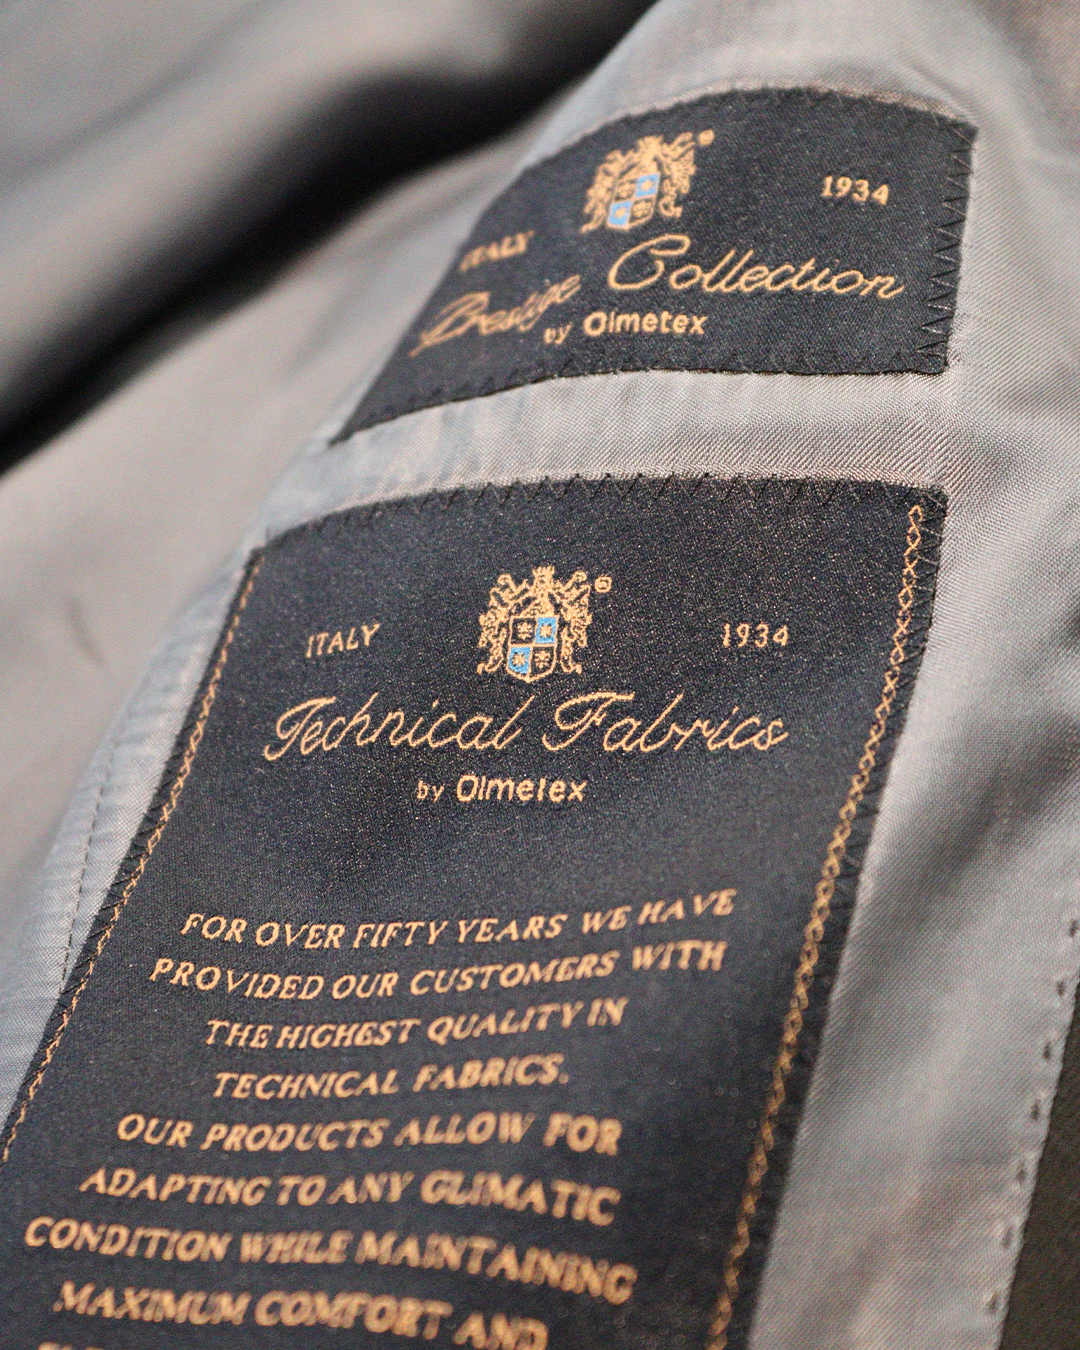 ITALY 1934
Prestige Collection
by Olmetex
ITALY 1934
Technical Fabrics
by Olmetex
FOR OVER FIFTY YEARS WE HAVE
PROVIDED OUR CUSTOMERS WITH
THE HIGHEST QUALITY IN
TECHNICAL FABRICS.
OUR PRODUCTS ALLOW FOR
ADAPTING TO ANY CLIMATIC
CONDITION WHILE MAINTAINING
MAXIMUM COMFORT AND